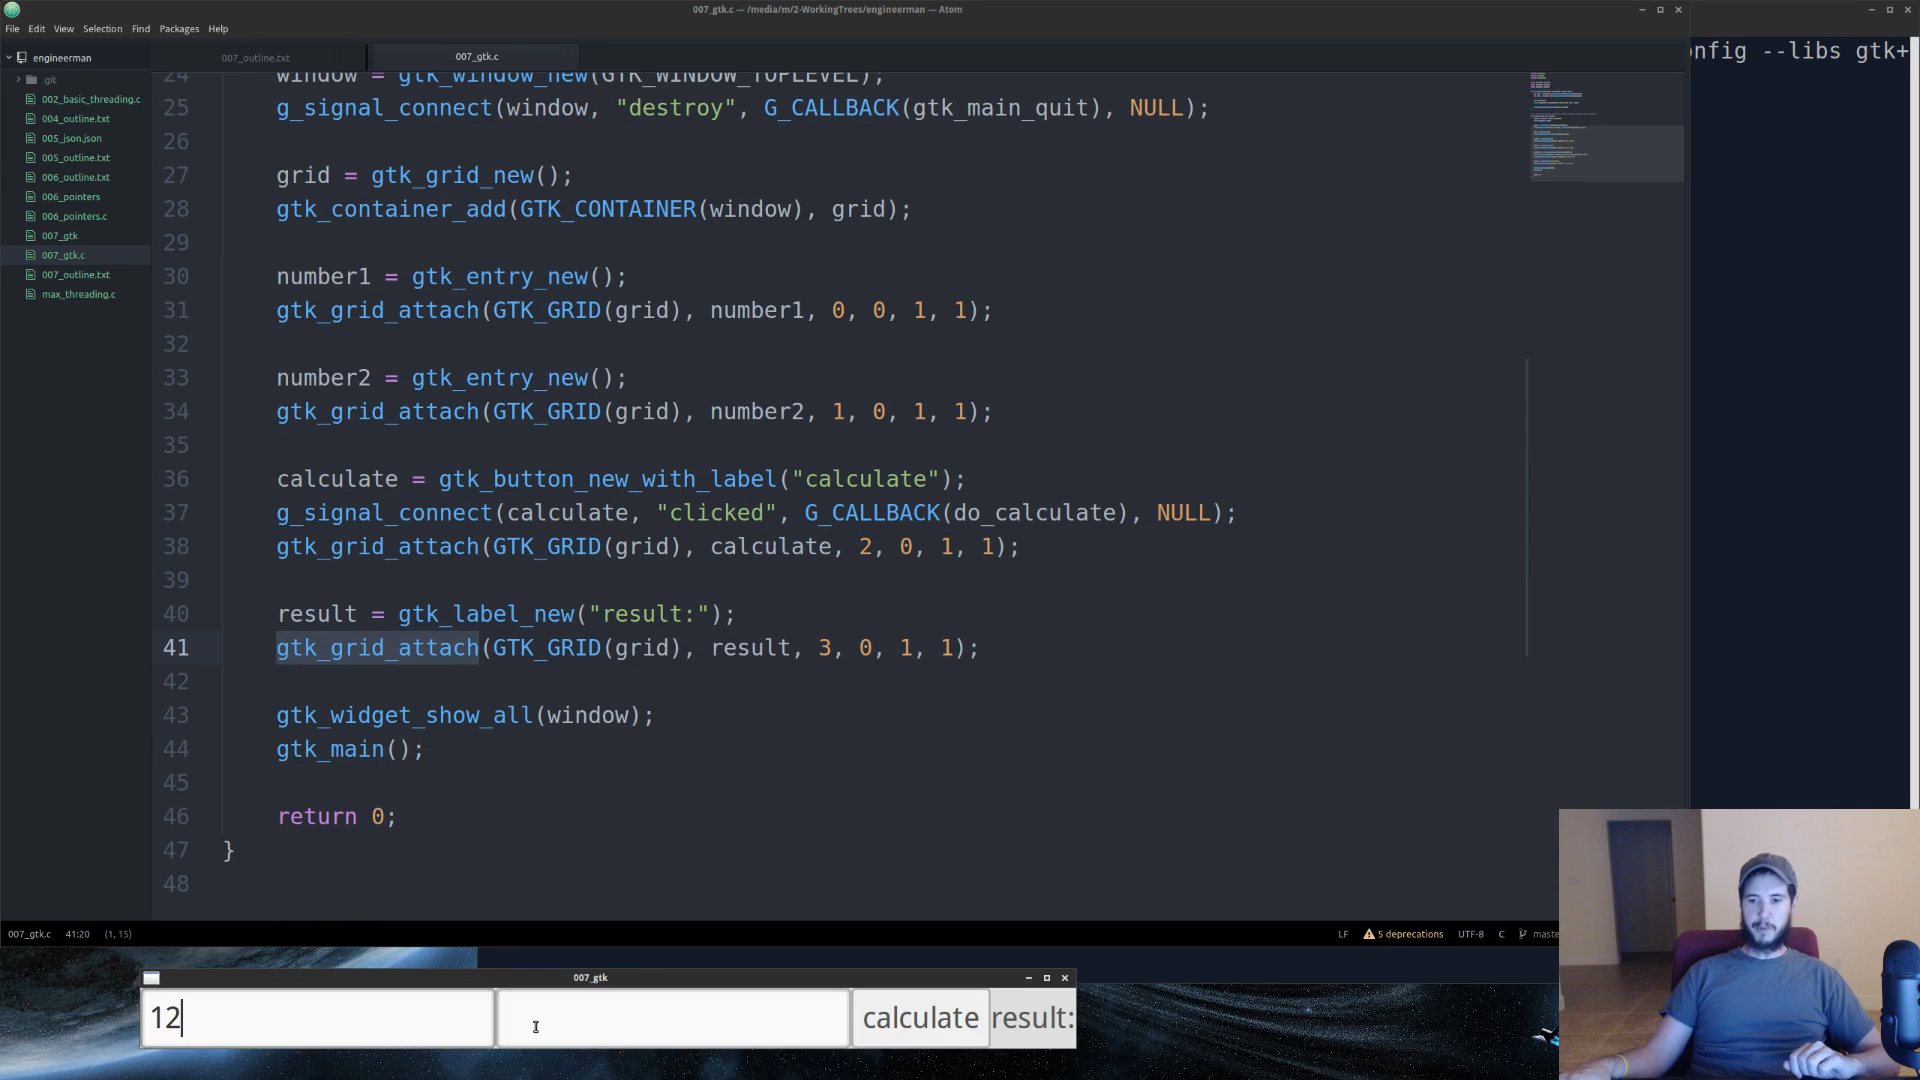 007_gtk.c — /media/m/2-WorkingTrees/engineerman — Atom
File Edit View Selection Find Packages Help
engineerman
.git
002_basic_threading.c
004_outline.txt
005_json.json
005_outline.txt
006_outline.txt
006_pointers
006_pointers.c
007_gtk
007_gtk.c
007_outline.txt
max_threading.c
007_outline.txt 007_gtk.c
24 window = gtk_window_new(GTK_WINDOW_TOPLEVEL);
25 g_signal_connect(window, "destroy", G_CALLBACK(gtk_main_quit), NULL);
26
27 grid = gtk_grid_new();
28 gtk_container_add(GTK_CONTAINER(window), grid);
29
30 number1 = gtk_entry_new();
31 gtk_grid_attach(GTK_GRID(grid), number1, 0, 0, 1, 1);
32
33 number2 = gtk_entry_new();
34 gtk_grid_attach(GTK_GRID(grid), number2, 1, 0, 1, 1);
35
36 calculate = gtk_button_new_with_label("calculate");
37 g_signal_connect(calculate, "clicked", G_CALLBACK(do_calculate), NULL);
38 gtk_grid_attach(GTK_GRID(grid), calculate, 2, 0, 1, 1);
39
40 result = gtk_label_new("result:");
41 gtk_grid_attach(GTK_GRID(grid), result, 3, 0, 1, 1);
42
43 gtk_widget_show_all(window);
44 gtk_main();
45
46 return 0;
47 }
48
nfig --libs gtk+
007_gtk.c 41:20 (1, 15) LF 5 deprecations UTF-8 C maste
007_gtk
12 calculate result: